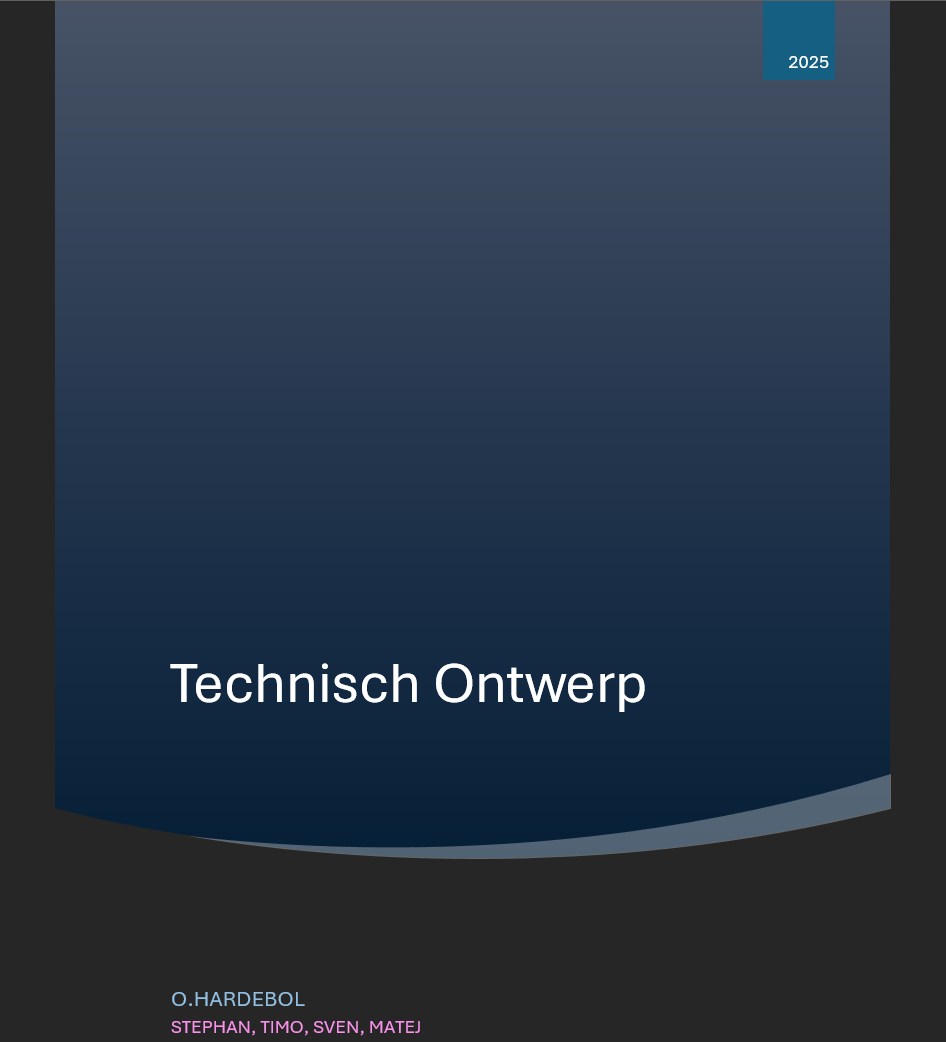 2025
Technisch Ontwerp
O.HARDEBOL
STEPHAN, TIMO, SVEN, MATEJ